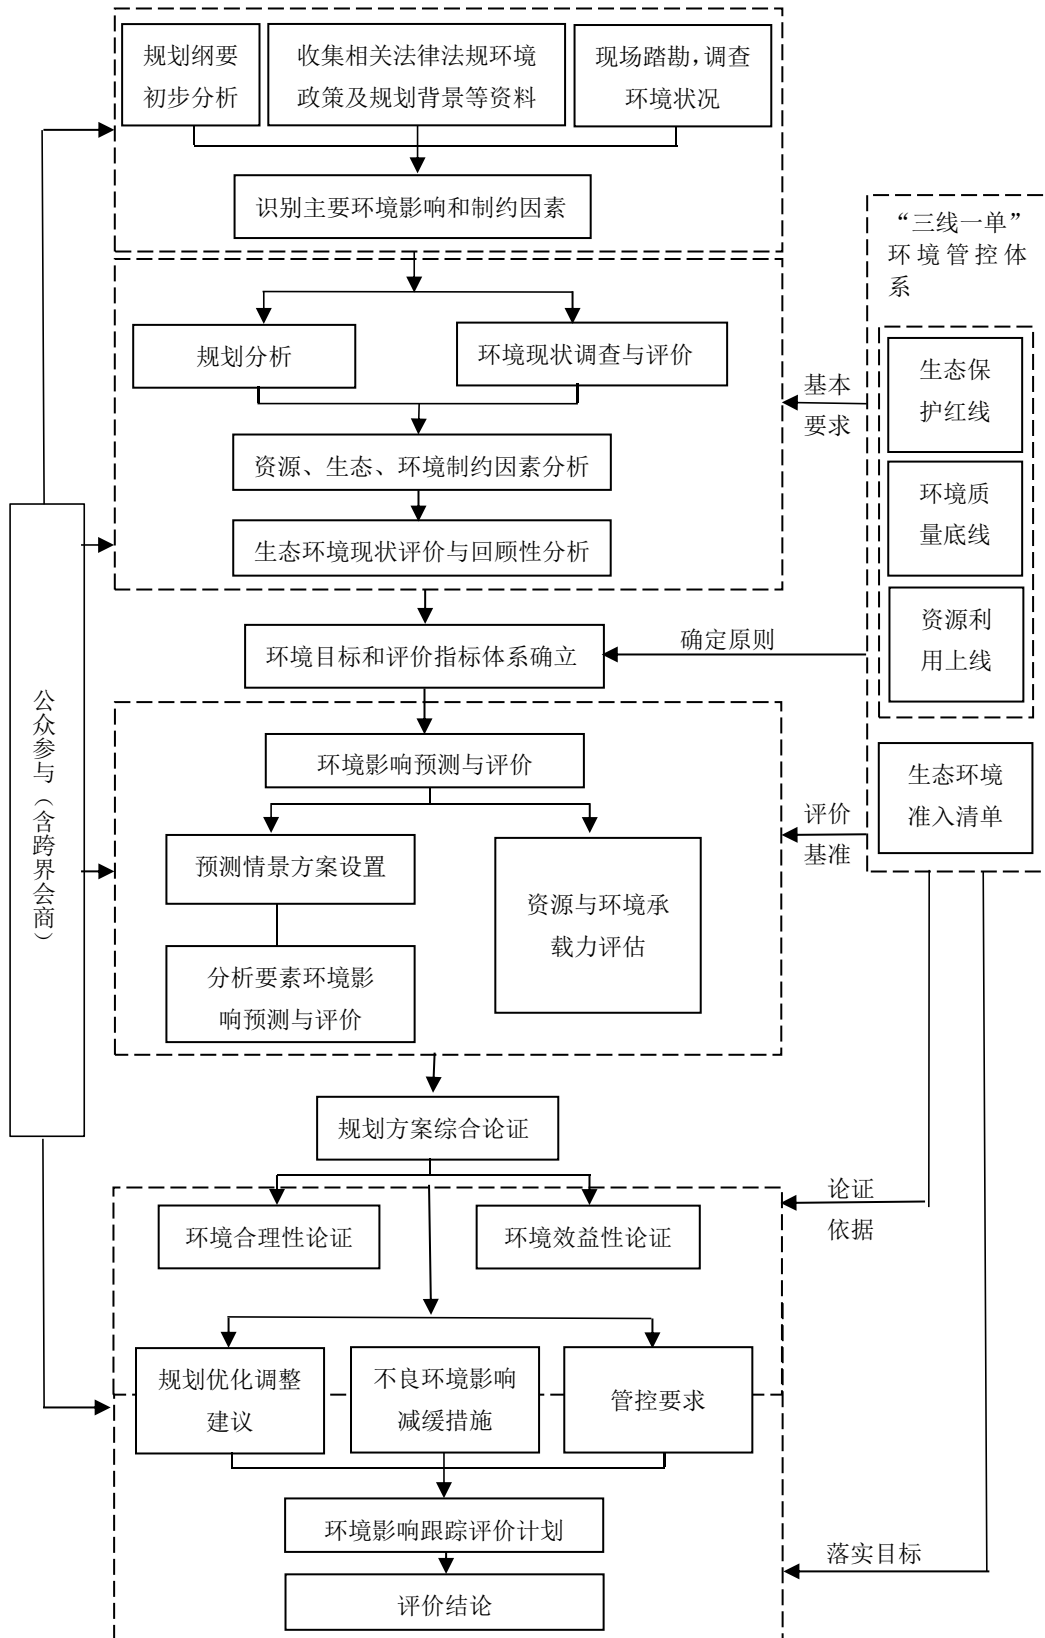 规划纲要
初步分析
收集相关法律法规环境
政策及规划背景等资料
现场踏勘，调查
环境状况
识别主要环境影响和制约因素
“三线一单”
环境管控体
系
规划分析
环境现状调查与评价
生态保
护红线
基本
要求
资源、生态、环境制约因素分析
环境质
量底线
生态环境现状评价与回顾性分析
资源利
用上线
环境目标和评价指标体系确立
确定原则
公众参与（含跨界会商）
环境影响预测与评价
生态环境
准入清单
评价
基准
预测情景方案设置
资源与环境承
载力评估
分析要素环境影
响预测与评价
规划方案综合论证
论证
依据
环境合理性论证
环境效益性论证
规划优化调整
建议
不良环境影响
减缓措施
管控要求
环境影响跟踪评价计划
落实目标
评价结论